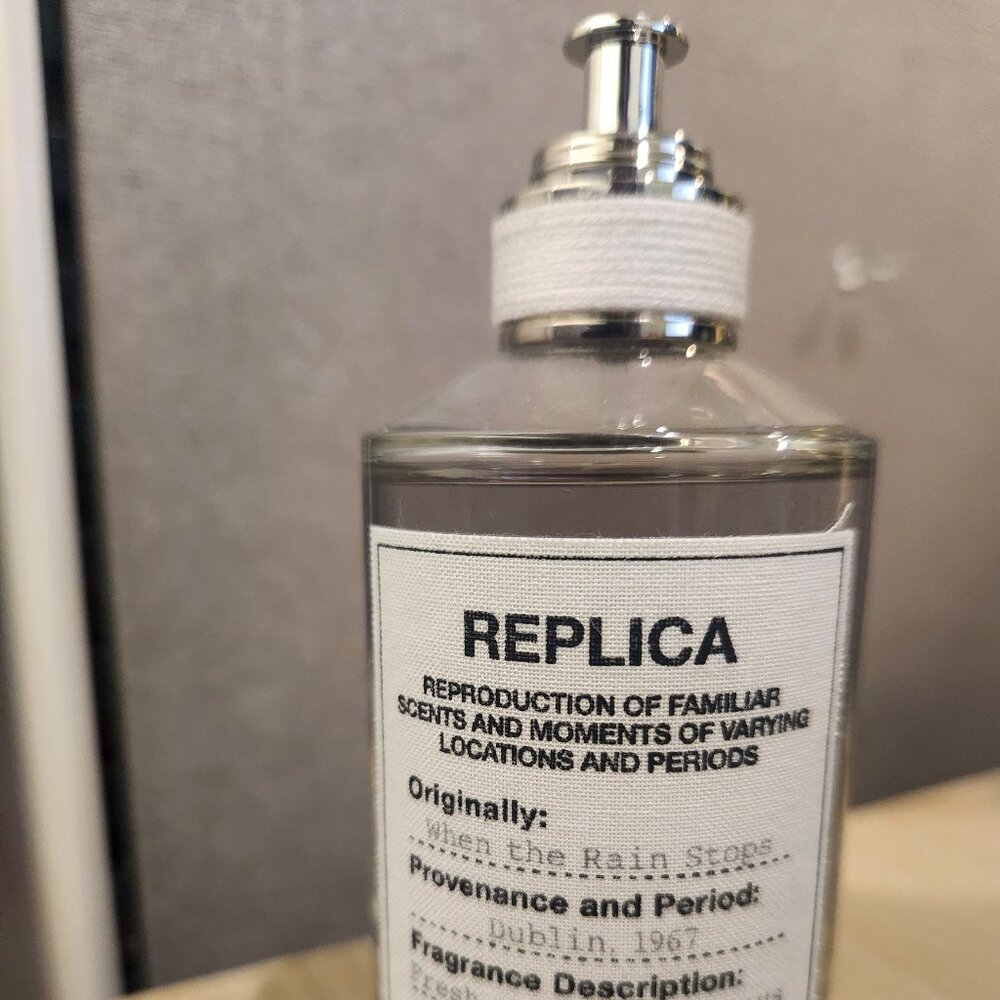 REPLICA
REPRODUCTION OF FAMILIAR
SCENTS AND MOMENTS OF VARYING
LOCATIONS AND PERIODS
Originally:
When the Rain Stops
Provenance and Period:
Dublin, 1967
Fragrance Description:
Fresh